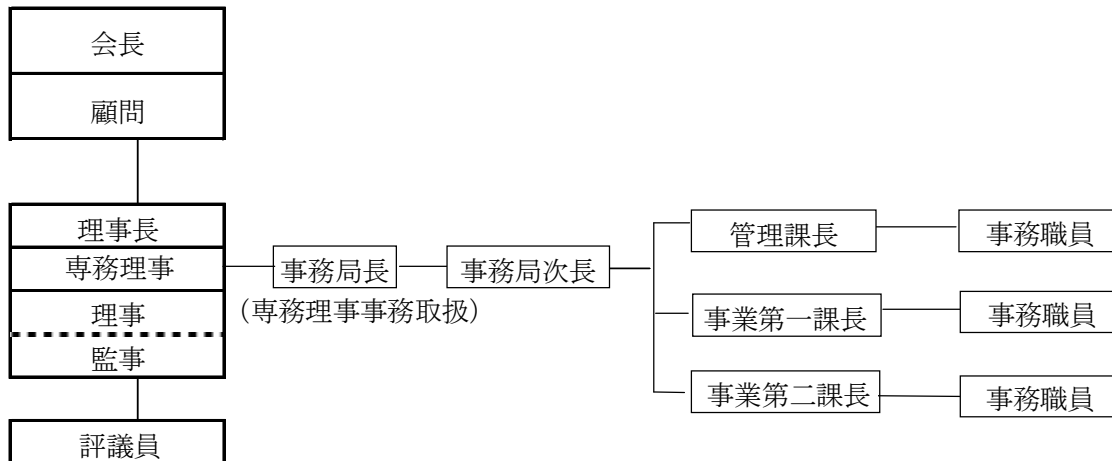 会長
顧問
理事長
専務理事
理事
監事
評議員
事務局長
(専務理事事務取扱)
事務局次長
管理課長
事務職員
事業第一課長
事務職員
事業第二課長
事務職員